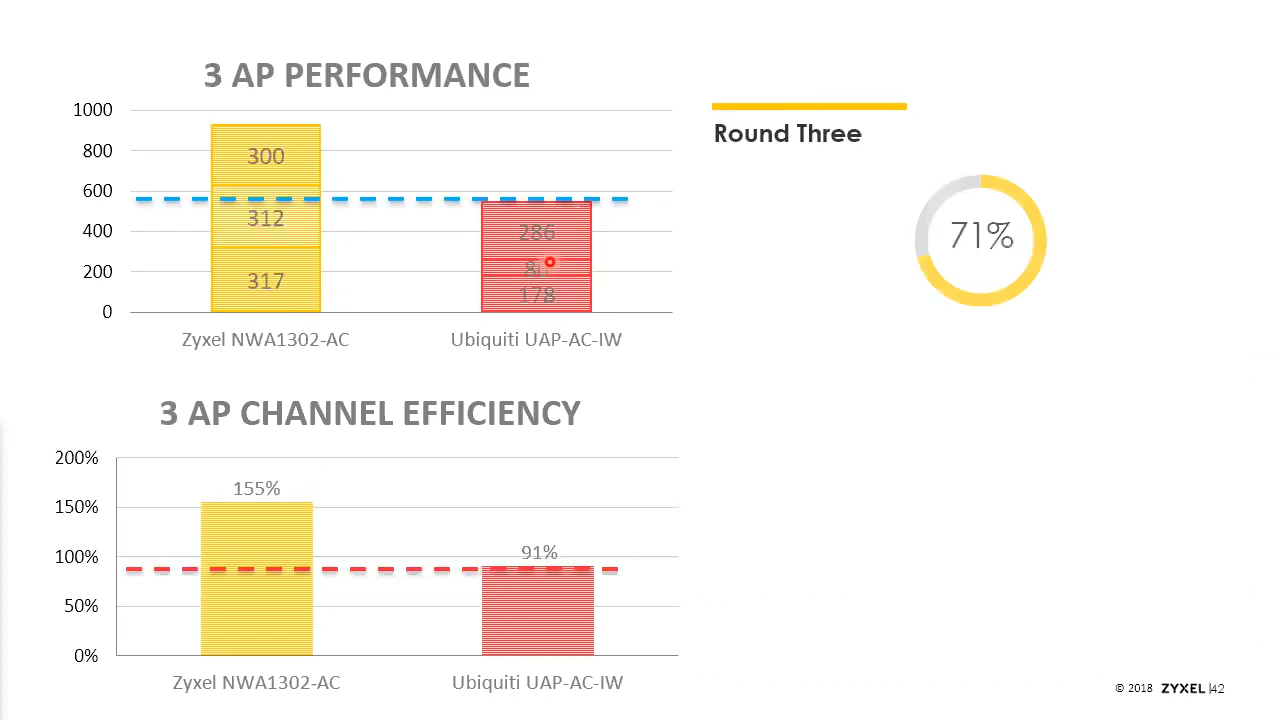 3 AP PERFORMANCE
1000
800
600
400
200
0
300
312
317
286
178
Zyxel NWA1302-AC
Ubiquiti UAP-AC-IW
3 AP CHANNEL EFFICIENCY
200%
150%
100%
50%
0%
155%
91%
Zyxel NWA1302-AC
Ubiquiti UAP-AC-IW
Round Three
71%
© 2018 ZYXEL |42